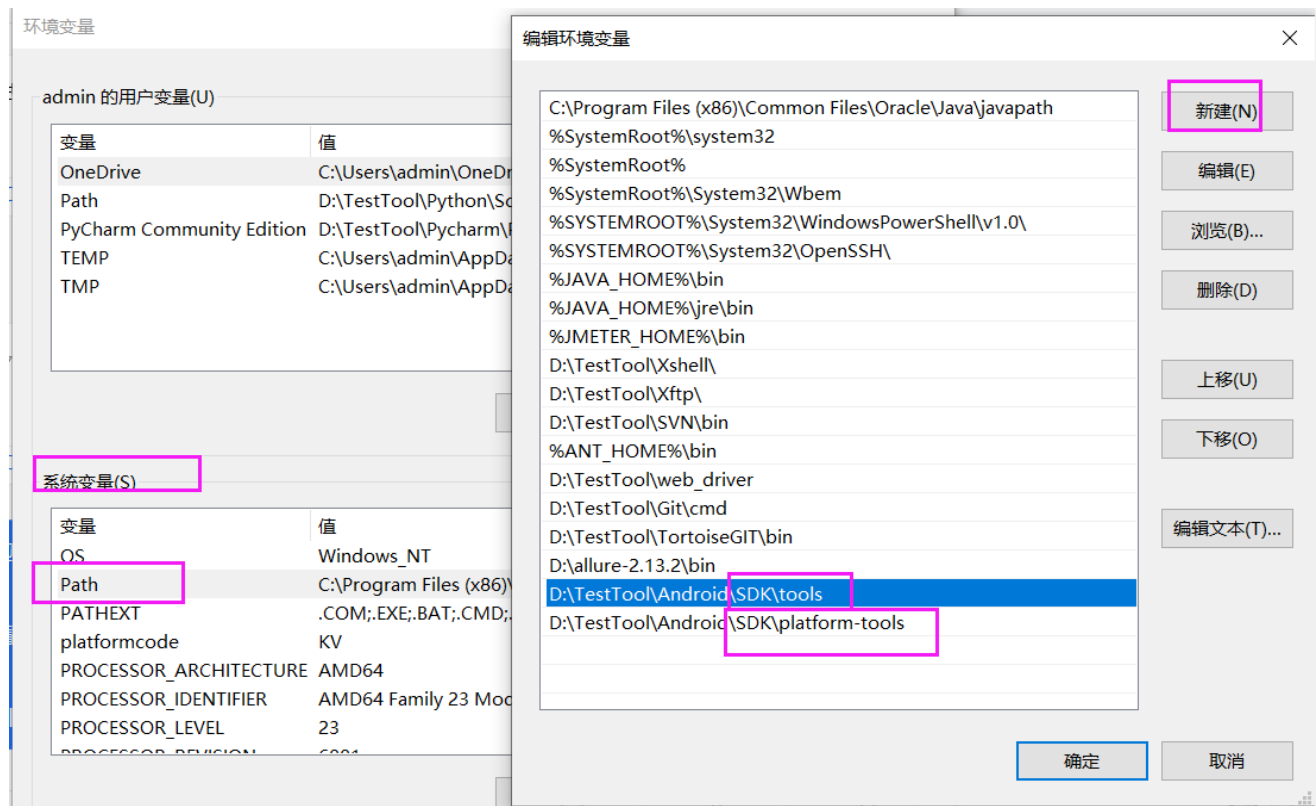 环境变量
admin 的用户变量(U)
变量 值
OneDrive C:\Users\admin\OneDr
Path D:\TestTool\Python\Sc
PyCharm Community Edition D:\TestTool\Pycharm\
TEMP C:\Users\admin\AppDa
TMP C:\Users\admin\AppDa
系统变量(S)
变量 值
OS Windows_NT
Path C:\Program Files (x86)\
PATHEXT .COM;.EXE;.BAT;.CMD;.
platformcode KV
PROCESSOR_ARCHITECTURE AMD64
PROCESSOR_IDENTIFIER AMD64 Family 23 Mod
PROCESSOR_LEVEL 23
PROCESSOR_REVISION 6001
编辑环境变量
C:\Program Files (x86)\Common Files\Oracle\Java\javapath
%SystemRoot%\system32
%SystemRoot%
%SystemRoot%\System32\Wbem
%SYSTEMROOT%\System32\WindowsPowerShell\v1.0\
%SYSTEMROOT%\System32\OpenSSH\
%JAVA_HOME%\bin
%JAVA_HOME%\jre\bin
%JMETER_HOME%\bin
D:\TestTool\Xshell\
D:\TestTool\Xftp\
D:\TestTool\SVN\bin
%ANT_HOME%\bin
D:\TestTool\web_driver
D:\TestTool\Git\cmd
D:\TestTool\TortoiseGIT\bin
D:\allure-2.13.2\bin
D:\TestTool\Android\SDK\tools
D:\TestTool\Android\SDK\platform-tools
新建(N)
编辑(E)
浏览(B)...
删除(D)
上移(U)
下移(O)
编辑文本(T)...
确定
取消